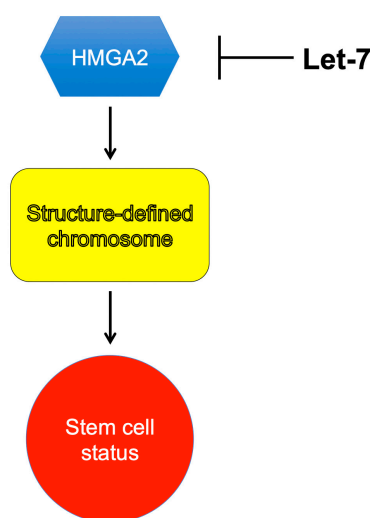 HMGA2
Let-7
Structure-defined
chromosome
Stem cell
status